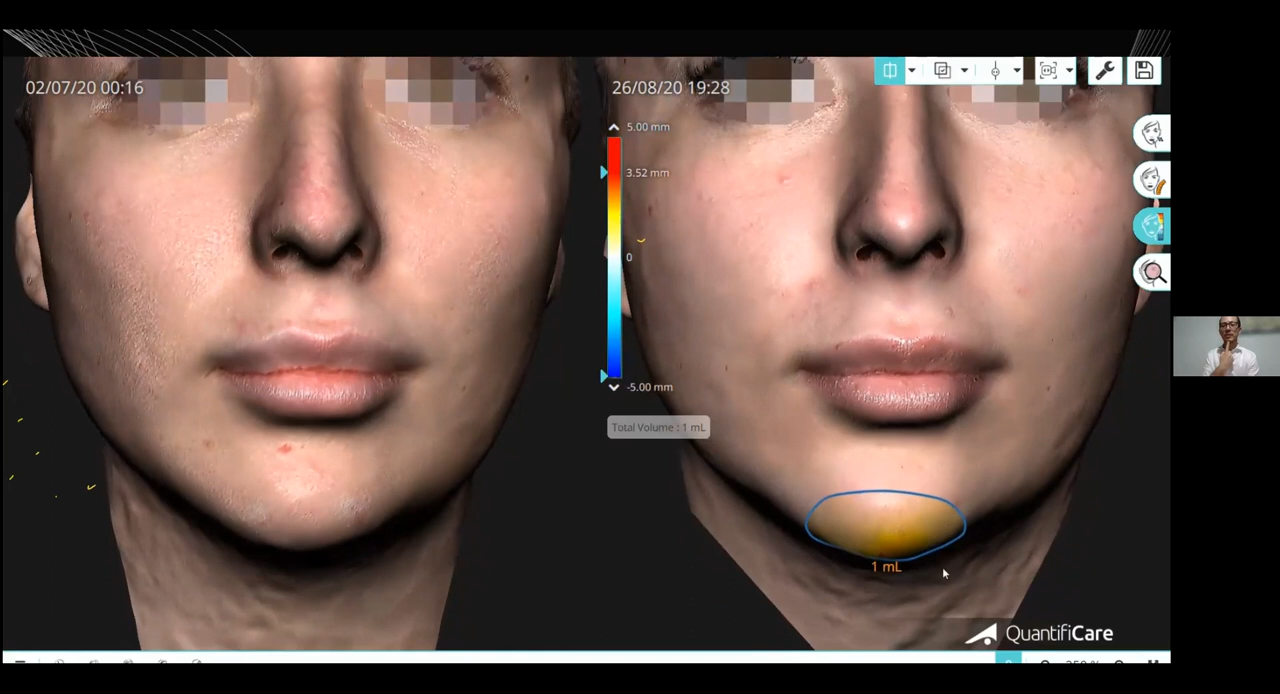 02/07/20 00:16
26/08/20 19:28
5.00 mm
3.52 mm
0
-5.00 mm
Total Volume : 1 mL
1 mL
QuantifiCare